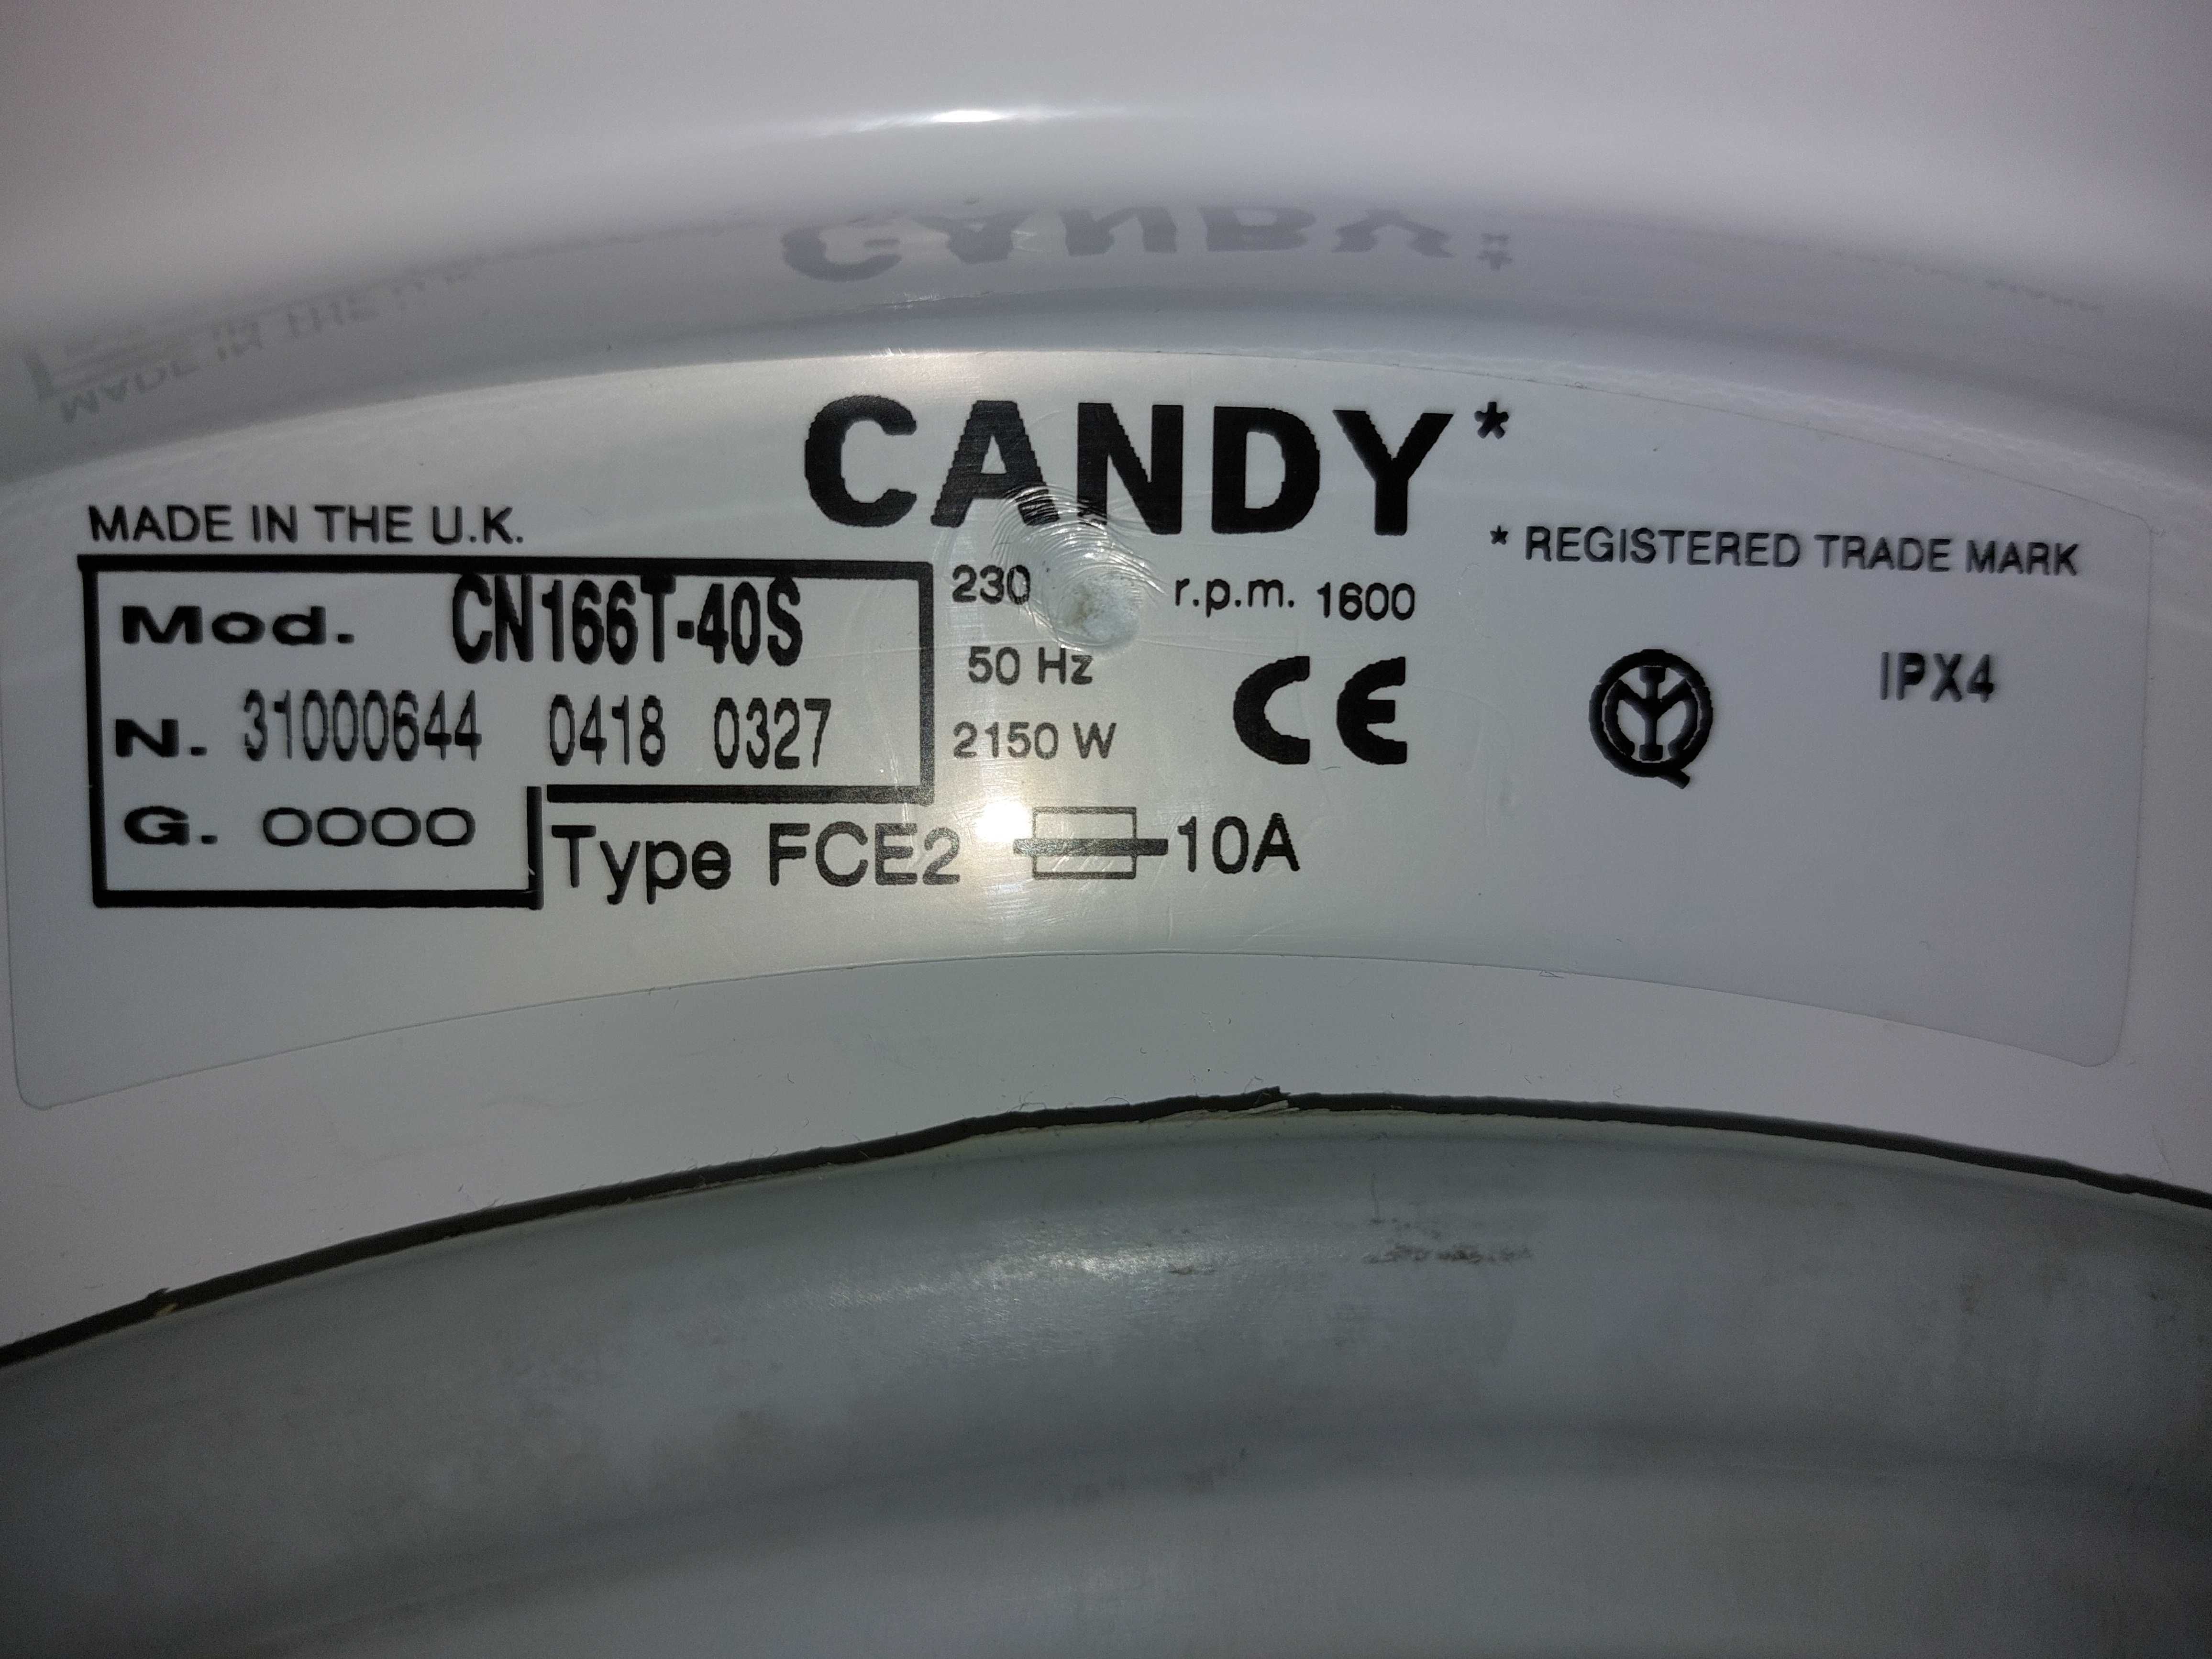 CANDY*
MADE IN THE U.K.
* REGISTERED TRADE MARK
Mod. CN166T-40S
230 r.p.m. 1600
IPX4
50 Hz
N. 31000644 0418 0327
2150 W
CE
G. 0000
Type FCE2 10A